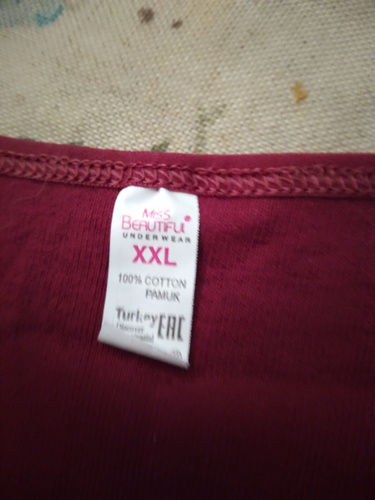 Miss
BEAUTIFUL
UNDERWEAR
XXL
100% COTTON
PAMUK
Turkey EAC